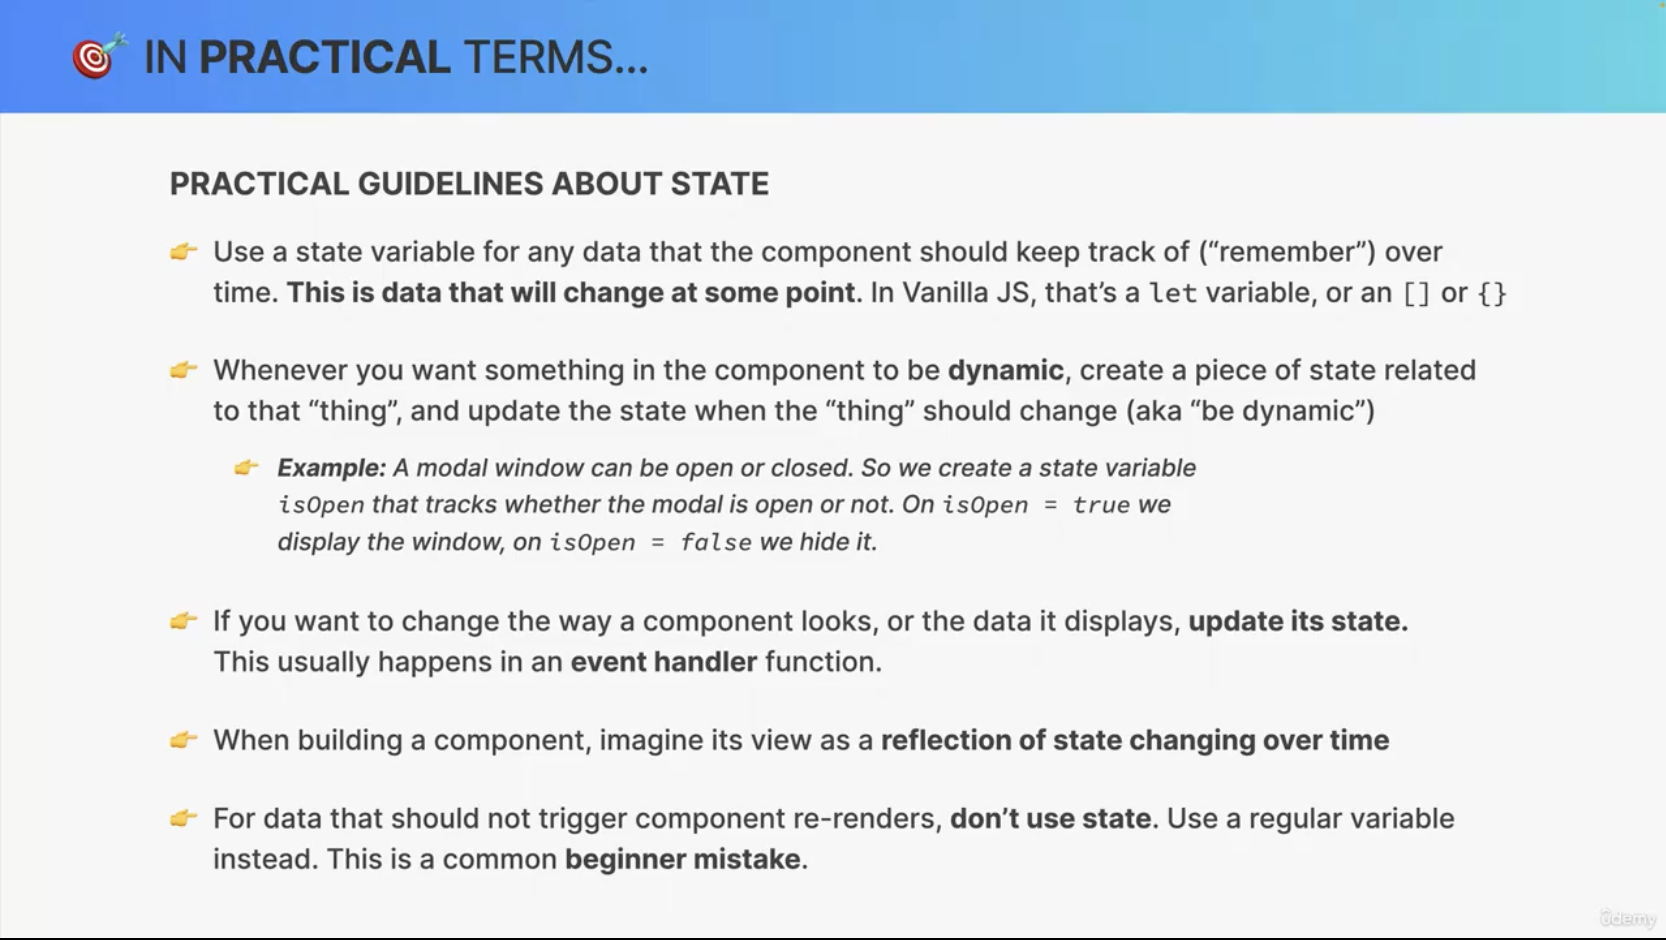 IN PRACTICAL TERMS...
PRACTICAL GUIDELINES ABOUT STATE
Use a state variable for any data that the component should keep track of (“remember”) over
time. This is data that will change at some point. In Vanilla JS, that’s a let variable, or an [] or {}
Whenever you want something in the component to be dynamic, create a piece of state related
to that “thing”, and update the state when the “thing” should change (aka “be dynamic”)
Example: A modal window can be open or closed. So we create a state variable
isOpen that tracks whether the modal is open or not. On isOpen = true we
display the window, on isOpen = false we hide it.
If you want to change the way a component looks, or the data it displays, update its state.
This usually happens in an event handler function.
When building a component, imagine its view as a reflection of state changing over time
For data that should not trigger component re-renders, don’t use state. Use a regular variable
instead. This is a common beginner mistake.
ûdemy